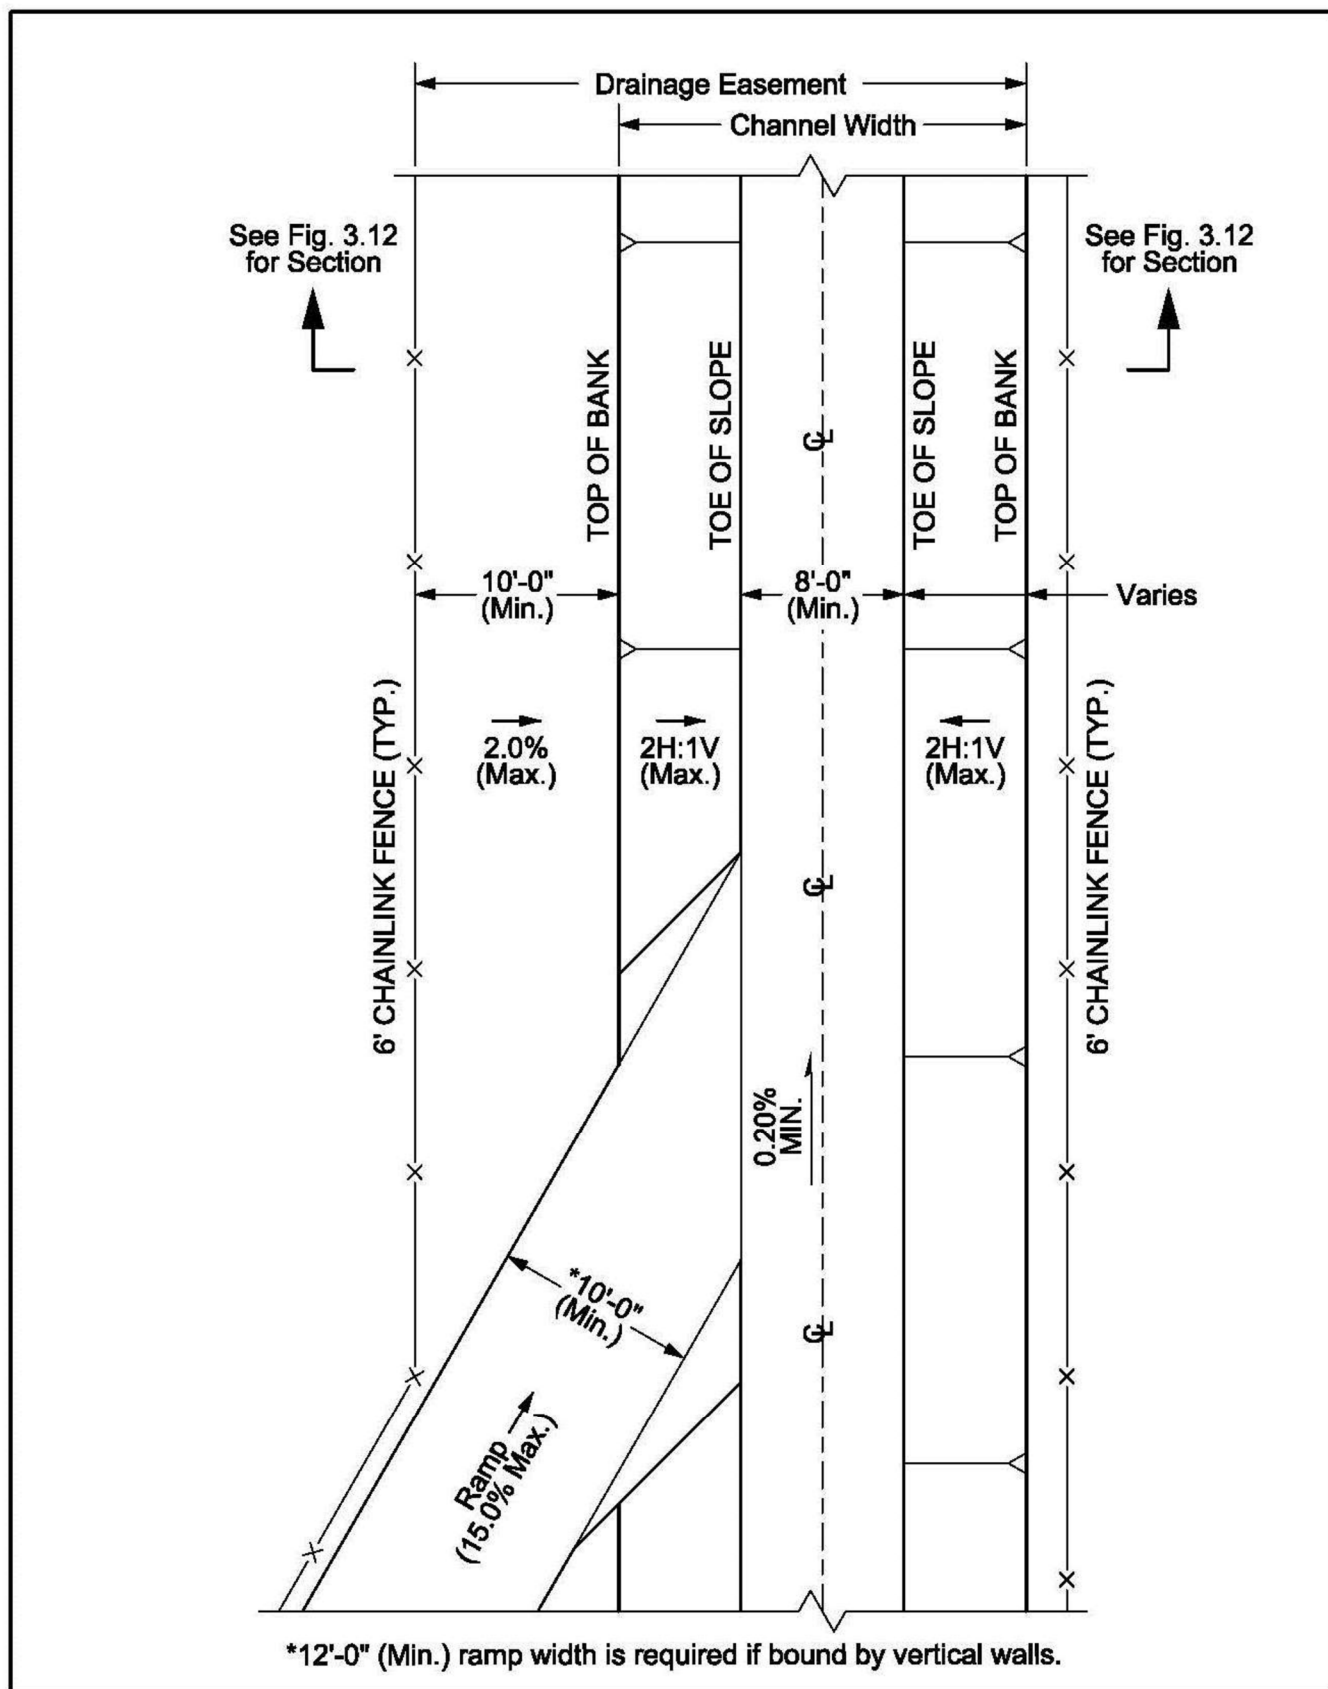 Drainage Easement
Channel Width
See Fig. 3.12
for Section
See Fig. 3.12
for Section
TOP OF BANK
TOE OF SLOPE
TOE OF SLOPE
TOP OF BANK
℄
10'-0"
(Min.)
8'-0"
(Min.)
Varies
6' CHAINLINK FENCE (TYP.)
2.0%
(Max.)
2H:1V
(Max.)
2H:1V
(Max.)
6' CHAINLINK FENCE (TYP.)
℄
0.20%
MIN.
*10'-0"
(Min.)
℄
Ramp
(15.0% Max.)
*12'-0" (Min.) ramp width is required if bound by vertical walls.